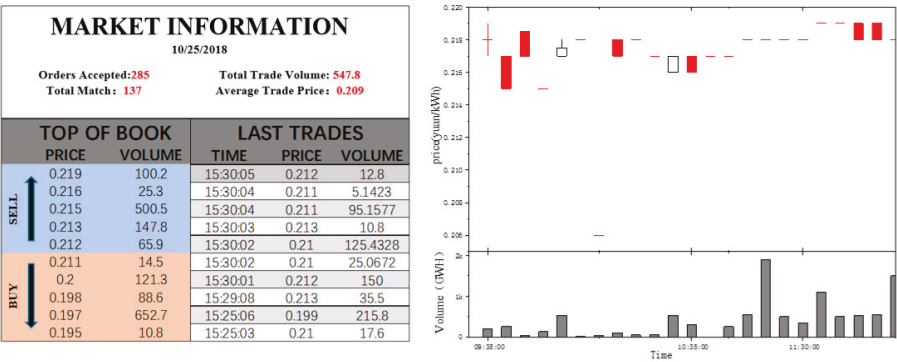 MARKET INFORMATION
10/25/2018
Orders Accepted:285 Total Trade Volume: 547.8
Total Match: 137 Average Trade Price: 0.209
TOP OF BOOK LAST TRADES
PRICE VOLUME TIME PRICE VOLUME
SELL
0.219 100.2 15:30:05 0.212 12.8
0.216 25.3 15:30:04 0.211 5.1423
0.215 500.5 15:30:04 0.211 95.1577
0.213 147.8 15:30:03 0.213 10.8
0.212 65.9 15:30:02 0.21 125.4328
BUY
0.211 14.5 15:30:02 0.21 25.0672
0.2 121.3 15:30:01 0.212 150
0.198 88.6 15:29:08 0.213 35.5
0.197 652.7 15:25:06 0.199 215.8
0.195 10.8 15:25:03 0.21 17.6
price(yuan/kWh)
0.220
0.218
0.216
0.214
0.212
0.210
0.208
0.206
Volume (GWH)
2k
1k
0
09:35:00 10:35:00 11:30:00
Time